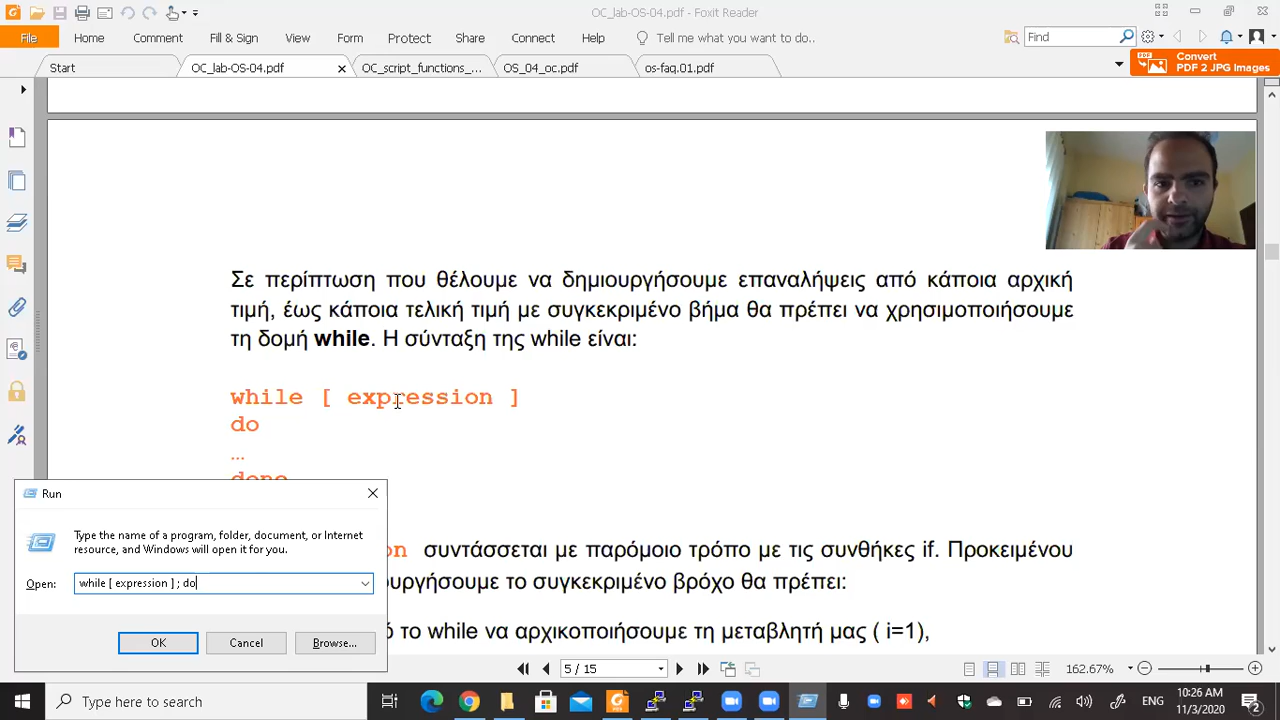 OC_lab-OS-04.pdf - Foxit Reader
File Home Comment Fill & Sign View Form Protect Share Connect Help Tell me what you want to do.. Find
Start OC_lab-OS-04.pdf OC_script_functions_... OS_04_oc.pdf os-faq.01.pdf
Convert
PDF 2 JPG Images
Σε περίπτωση που θέλουμε να δημιουργήσουμε επαναλήψεις από κάποια αρχική
τιμή, έως κάποια τελική τιμή με συγκεκριμένο βήμα θα πρέπει να χρησιμοποιήσουμε
τη δομή while. Η σύνταξη της while είναι:
while [ expression ]
do
…
done
on συντάσσεται με παρόμοιο τρόπο με τις συνθήκες if. Προκειμένου
ουργήσουμε το συγκεκριμένο βρόχο θα πρέπει:
ό το while να αρχικοποιήσουμε τη μεταβλητή μας ( i=1),
Run
Type the name of a program, folder, document, or Internet
resource, and Windows will open it for you.
Open: while [ expression ] ; do
OK Cancel Browse...
5 / 15 162.67%
Type here to search
ENG
10:26 AM
11/3/2020
2